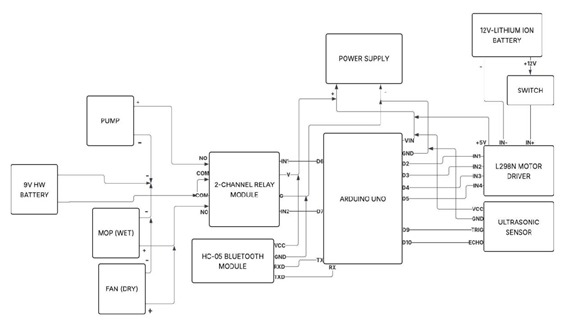 12V-LITHIUM ION
BATTERY
POWER SUPPLY
+
-
-
+12V
SWITCH
PUMP
+
-
+5V
IN-
IN+
VIN
GND
NO
COM
COM
NC
2-CHANNEL RELAY
MODULE
IN1
V
G
IN2
D8
D7
ARDUINO UNO
D2
D3
D4
D5
IN1
IN2
IN3
IN4
L298N MOTOR
DRIVER
9V HW
BATTERY
-
MOP (WET)
-
+
VCC
GND
TRIG
ECHO
ULTRASONIC
SENSOR
D9
D10
HC-05 BLUETOOTH
MODULE
VCC
GND
RXD
TXD
TX
RX
FAN (DRY)
-
+